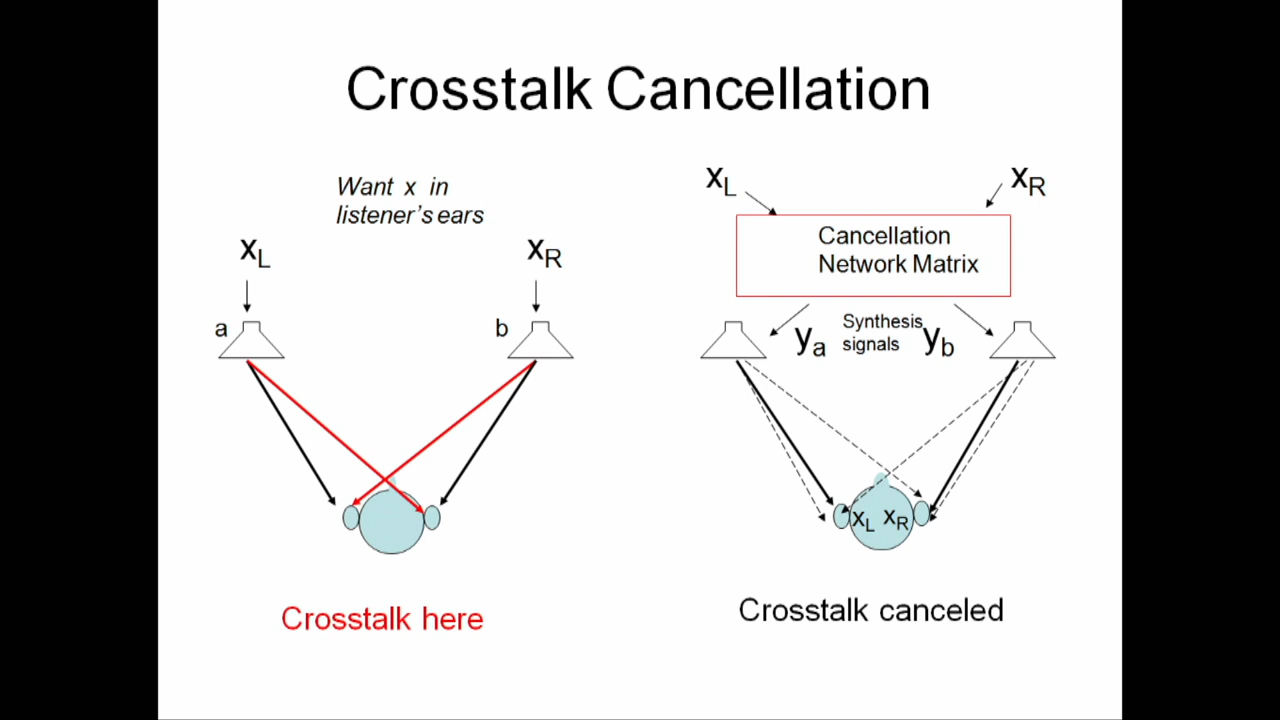 Crosstalk Cancellation
Want x in
listener's ears
xL
xR
a
b
Crosstalk here
xL
xR
Cancellation
Network Matrix
ya
Synthesis
signals
yb
xL
xR
Crosstalk canceled